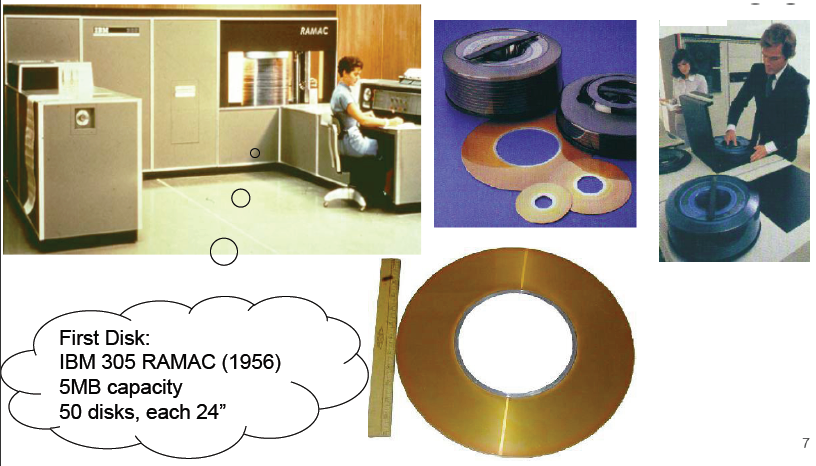 IBM
RAMAC
First Disk:
IBM 305 RAMAC (1956)
5MB capacity
50 disks, each 24”
7